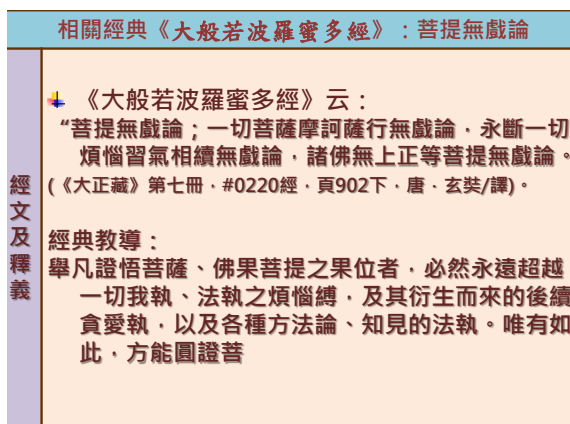 相關經典《大般若波羅蜜多經》：菩提無戲論
經文及釋義
《大般若波羅蜜多經》云：
“菩提無戲論；一切菩薩摩訶薩行無戲論，永斷一切
煩惱習氣相續無戲論，諸佛無上正等菩提無戲論。
(《大正藏》第七冊，#0220經，頁902下，唐，玄奘/譯)。
經典教導：
舉凡證悟菩薩、佛果菩提之果位者，必然永遠超越
一切我執、法執之煩惱縛，及其衍生而來的後續
貪愛執，以及各種方法論、知見的法執。唯有如
此，方能圓證菩